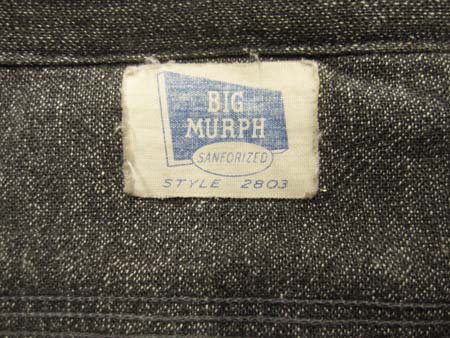 BIG
MURPH
SANFORIZED
STYLE 2803